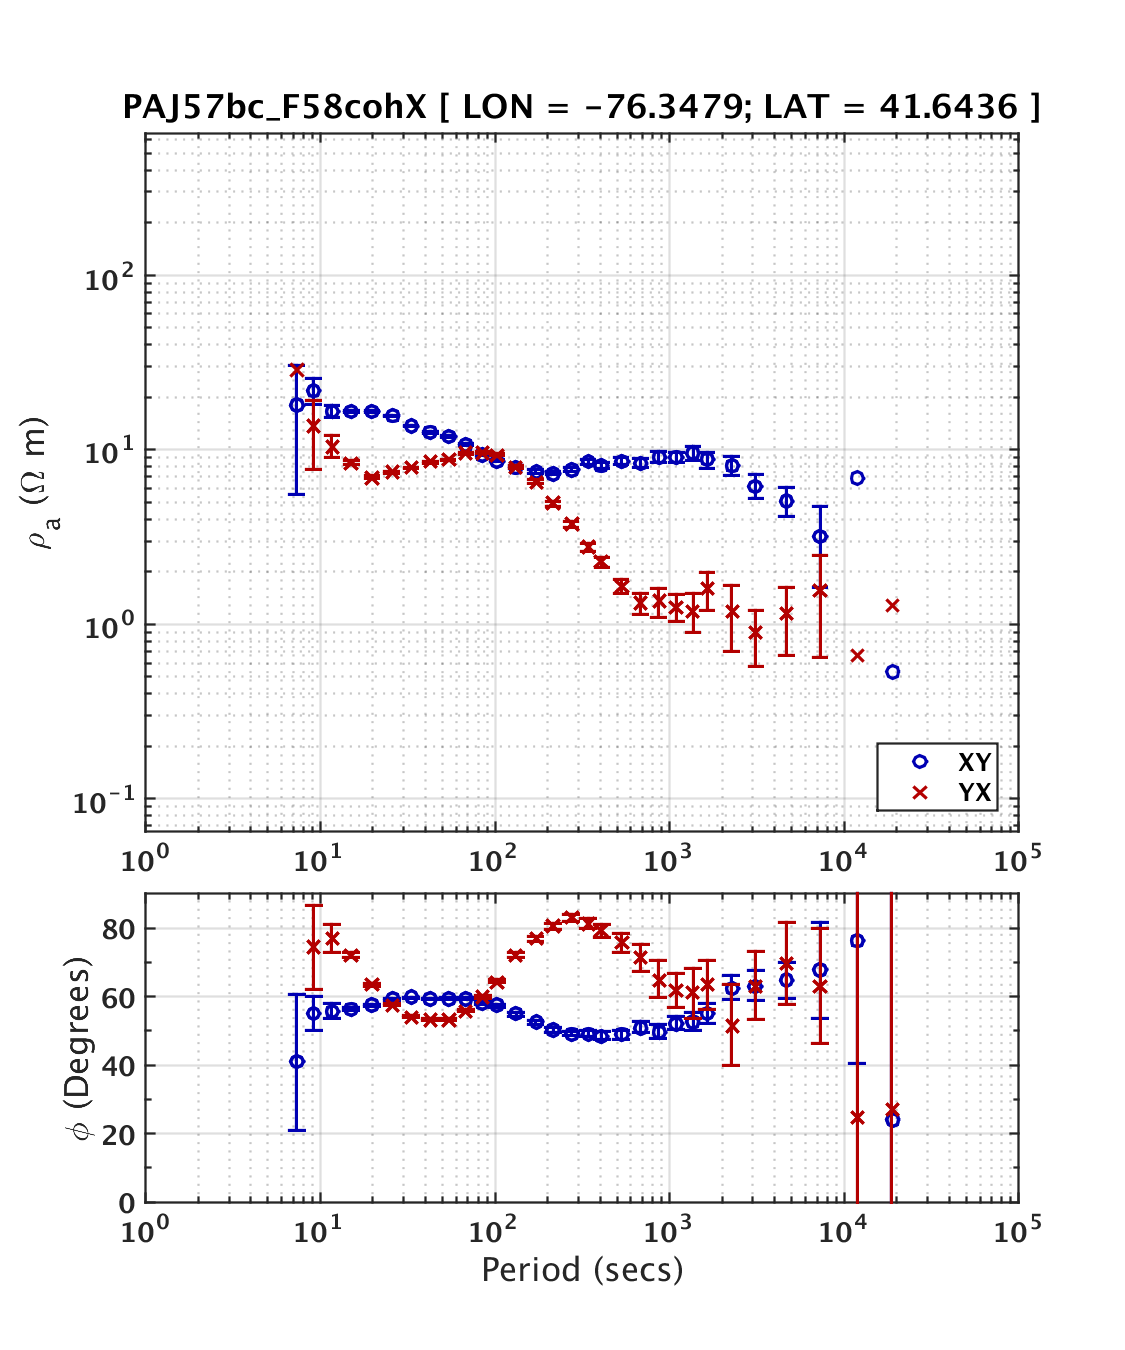 PAJ57bc_F58cohX [ LON = -76.3479; LAT = 41.6436 ]
10²
10¹
10⁰
10⁻¹
ρₐ (Ω m)
XY
YX
10⁰ 10¹ 10² 10³ 10⁴ 10⁵
80
60
40
20
0
ϕ (Degrees)
10⁰ 10¹ 10² 10³ 10⁴ 10⁵
Period (secs)